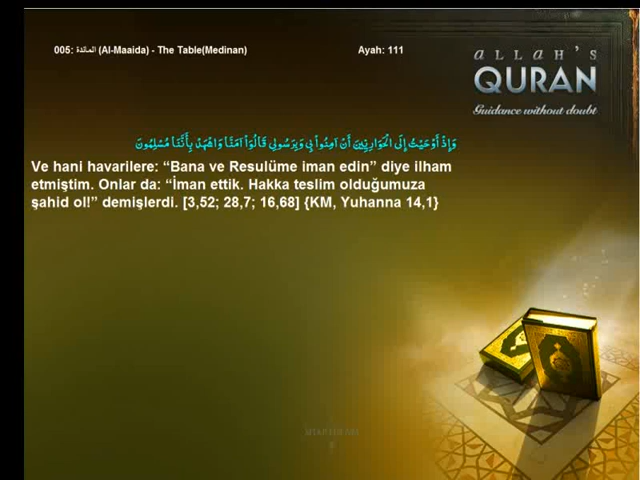 005: المائدة (Al-Maaida) - The Table(Medinan) Ayah: 111
ALLAH'S
QURAN
Guidance without doubt
وَإِذْ أَوْحَيْتُ إِلَى الْحَوَارِيِّينَ أَنْ آمِنُواْ بِي وَبِرَسُولِي قَالُوَاْ آمَنَّا وَاشْهَدْ بِأَنَّنَا مُسْلِمُونَ
Ve hani havarilere: “Bana ve Resulüme iman edin” diye ilham
etmiştim. Onlar da: “İman ettik. Hakka teslim olduğumuza
şahid ol!” demişlerdi. [3,52; 28,7; 16,68] {KM, Yuhanna 14,1}